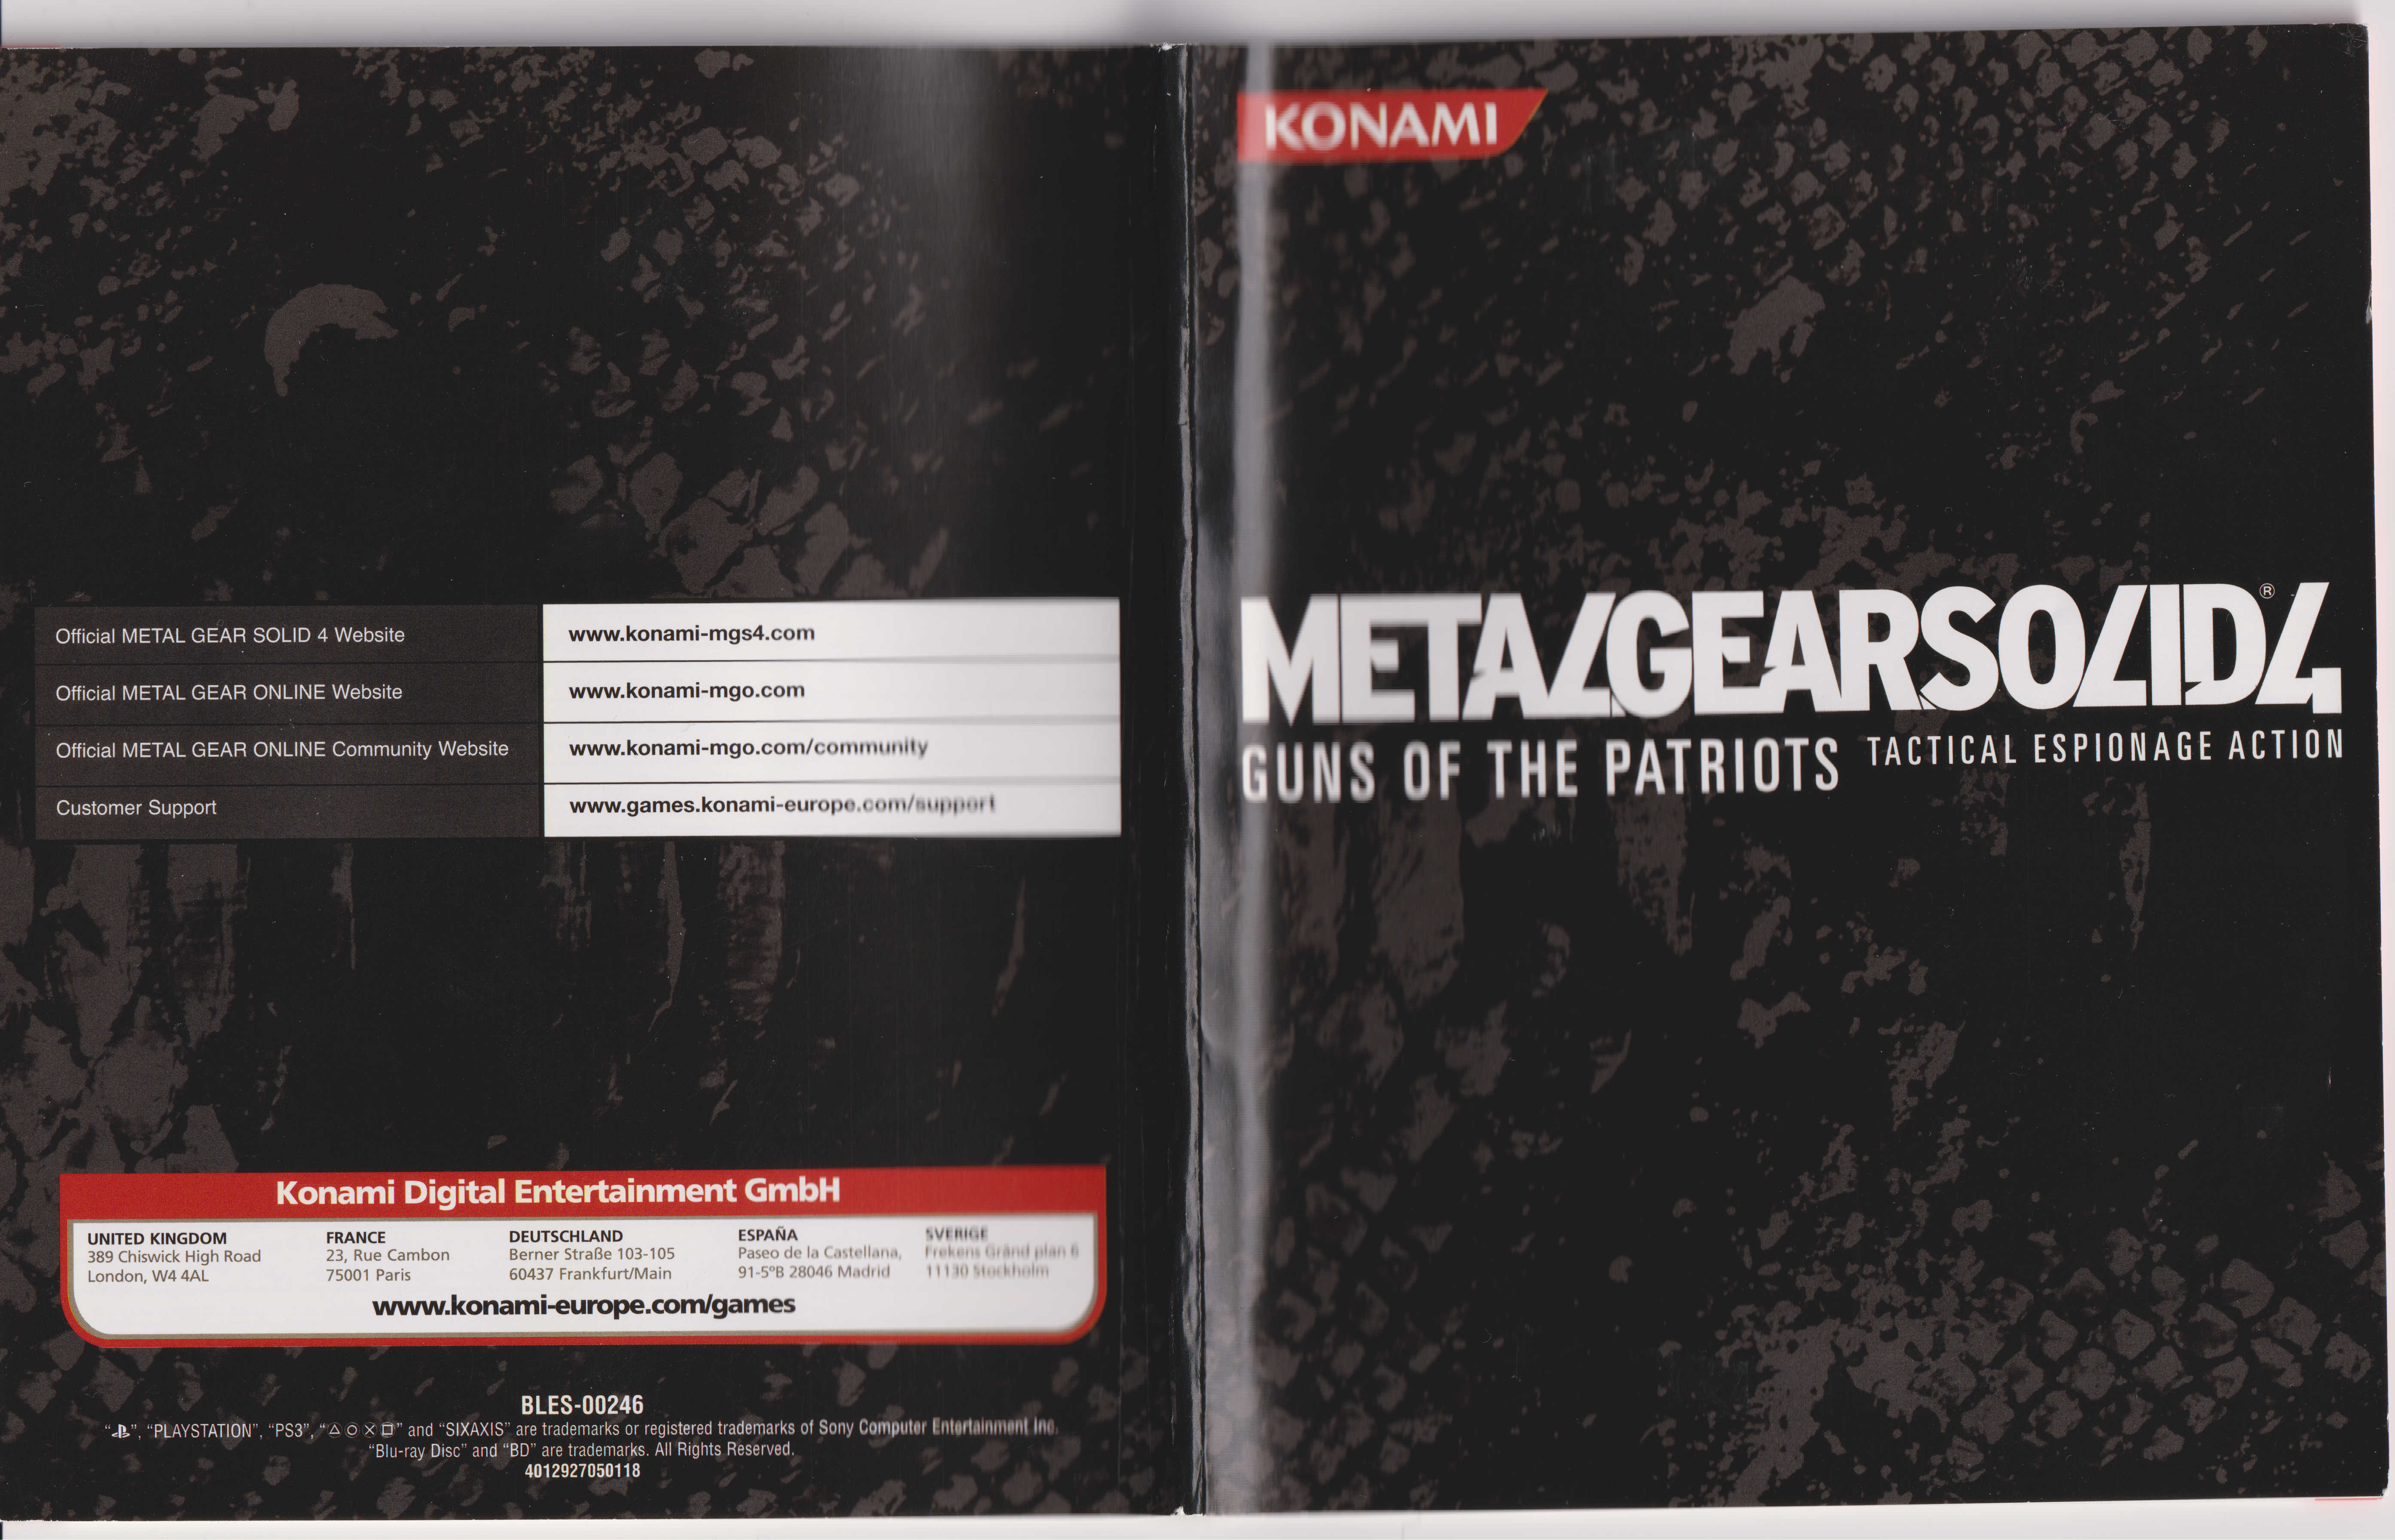 Official METAL GEAR SOLID 4 Website www.konami-mgs4.com
Official METAL GEAR ONLINE Website www.konami-mgo.com
Official METAL GEAR ONLINE Community Website www.konami-mgo.com/community
Customer Support www.games.konami-europe.com/support
Konami Digital Entertainment GmbH
UNITED KINGDOM
389 Chiswick High Road
London, W4 4AL
FRANCE
23, Rue Cambon
75001 Paris
DEUTSCHLAND
Berner Straße 103-105
60437 Frankfurt/Main
ESPAÑA
Paseo de la Castellana,
91-5ºB 28046 Madrid
SVERIGE
Frekens Gränd plan 6
11130 Stockholm
www.konami-europe.com/games
BLES-00246
“PS”, “PLAYSTATION”, “PS3”, “△○×□” and “SIXAXIS” are trademarks or registered trademarks of Sony Computer Entertainment Inc.
“Blu-ray Disc” and “BD” are trademarks. All Rights Reserved.
4012927050118
KONAMI
METAL GEAR SOLID 4®
GUNS OF THE PATRIOTS TACTICAL ESPIONAGE ACTION